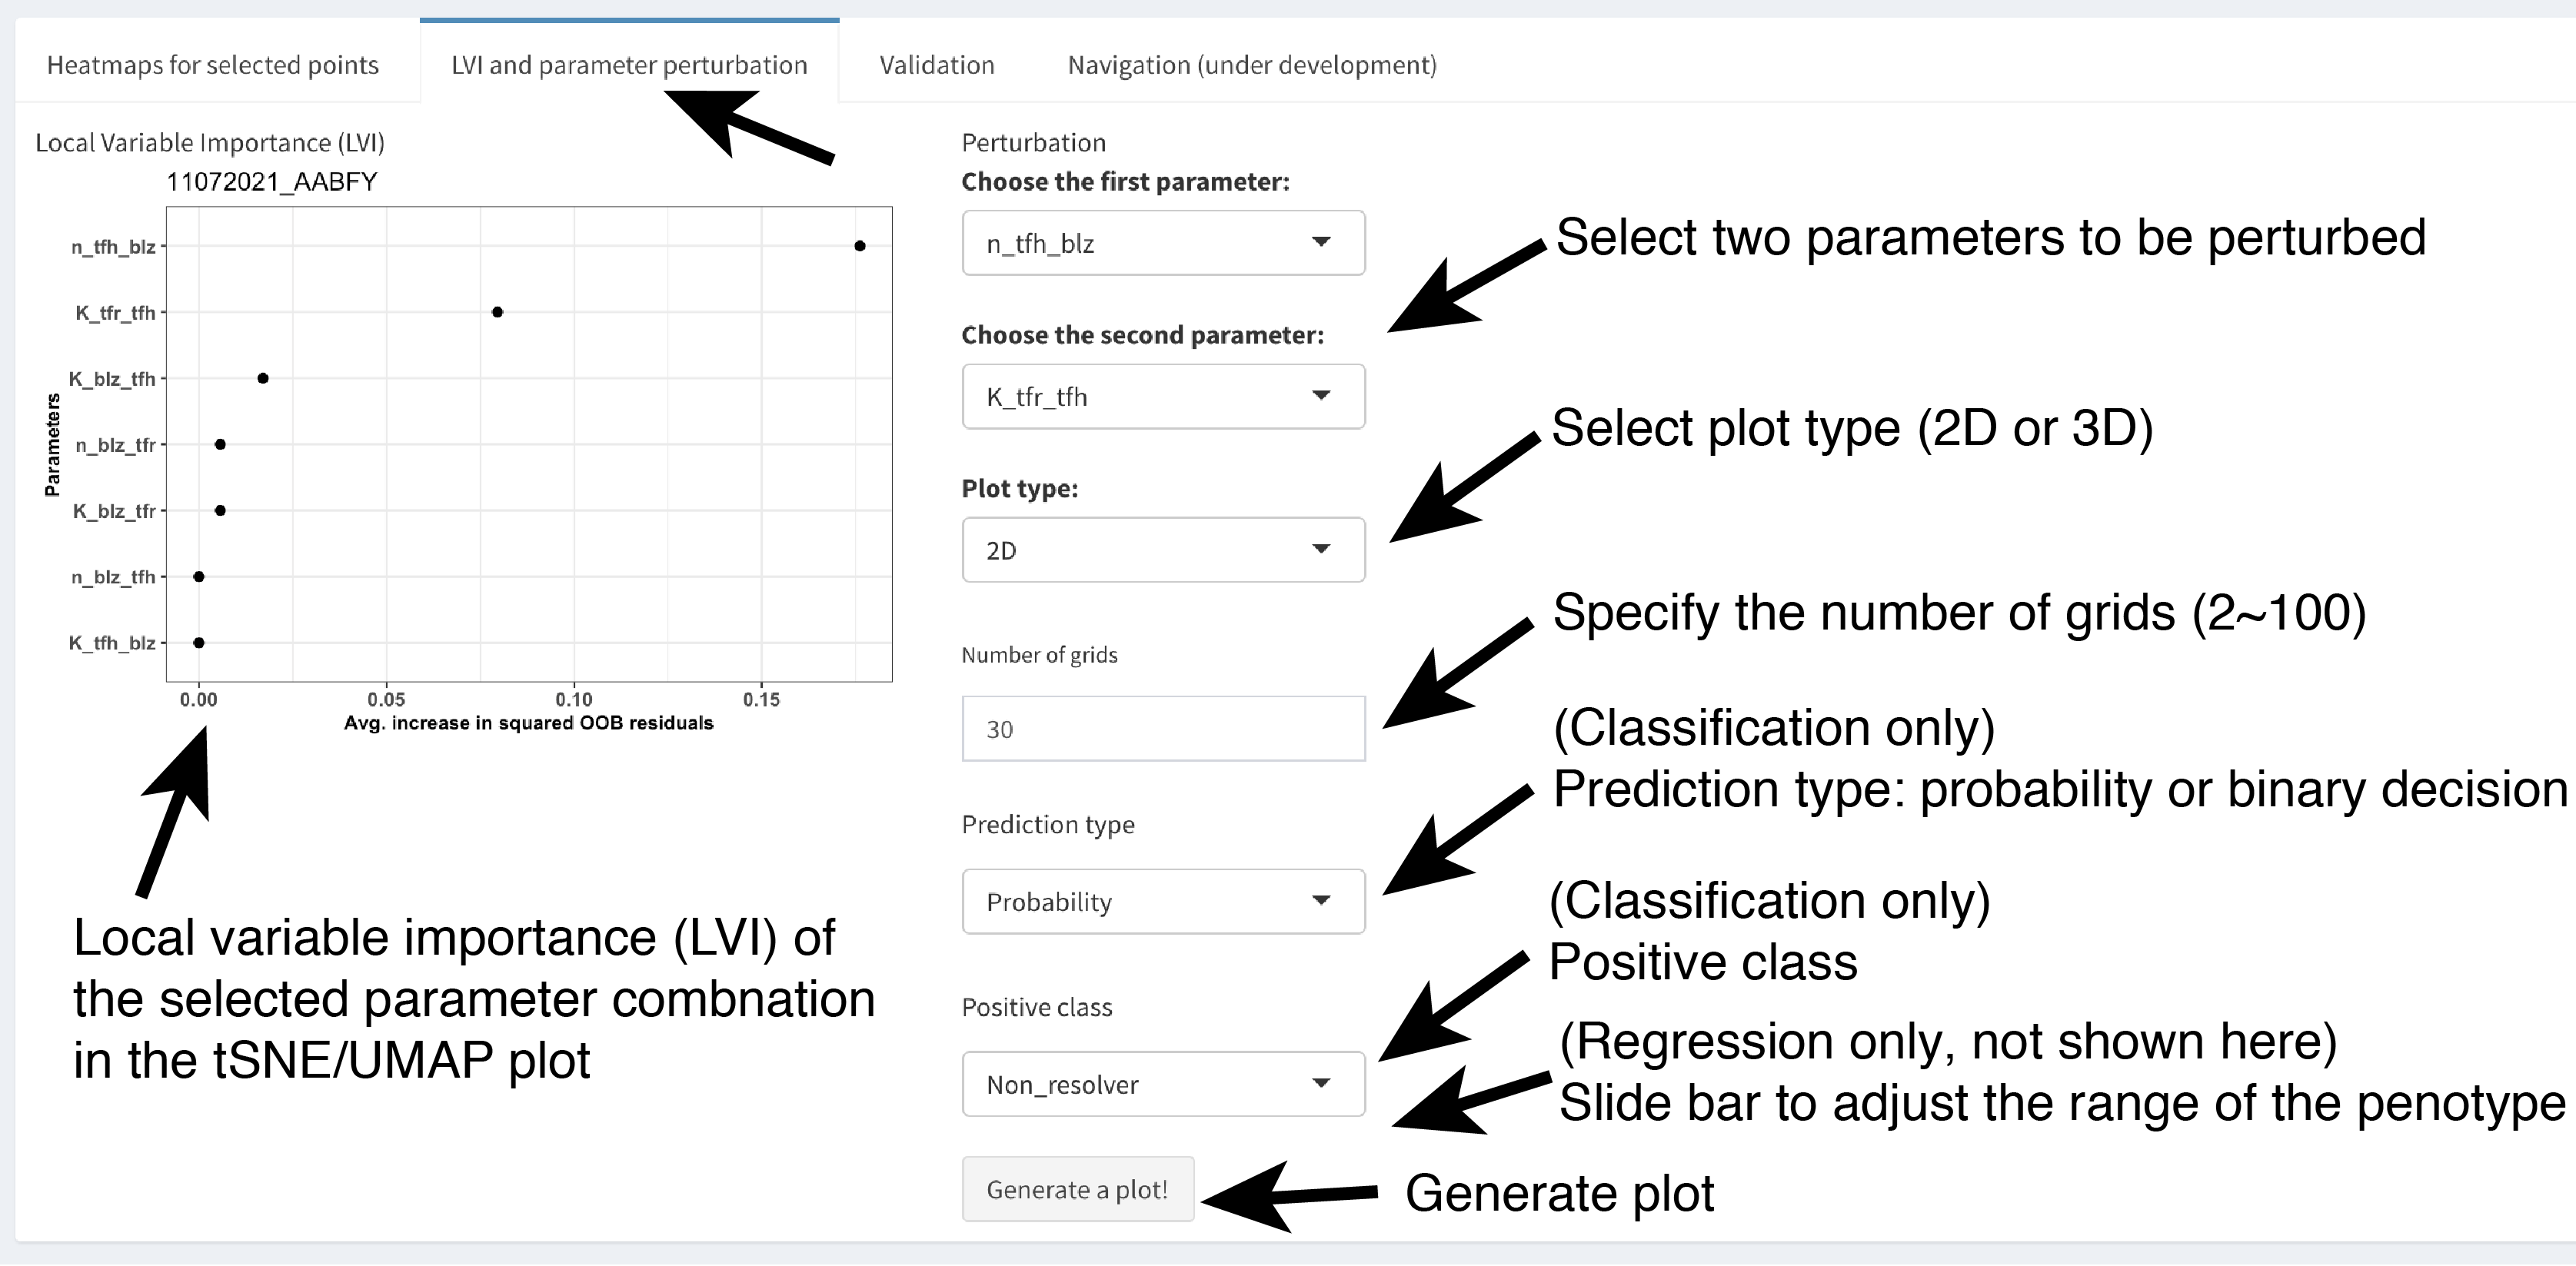 Heatmaps for selected points
LVI and parameter perturbation
Validation
Navigation (under development)
Local Variable Importance (LVI)
11072021_AABFY
n_tfh_blz
K_tfr_tfh
K_blz_tfh
n_blz_tfr
K_blz_tfr
n_blz_tfh
K_tfh_blz
Parameters
0.00
0.05
0.10
0.15
Avg. increase in squared OOB residuals
Local variable importance (LVI) of
the selected parameter combnation
in the tSNE/UMAP plot
Perturbation
Choose the first parameter:
n_tfh_blz
Choose the second parameter:
K_tfr_tfh
Plot type:
2D
Number of grids
30
Prediction type
Probability
Positive class
Non_resolver
Generate a plot!
Select two parameters to be perturbed
Select plot type (2D or 3D)
Specify the number of grids (2~100)
(Classification only)
Prediction type: probability or binary decision
(Classification only)
Positive class
(Regression only, not shown here)
Slide bar to adjust the range of the penotype
Generate plot